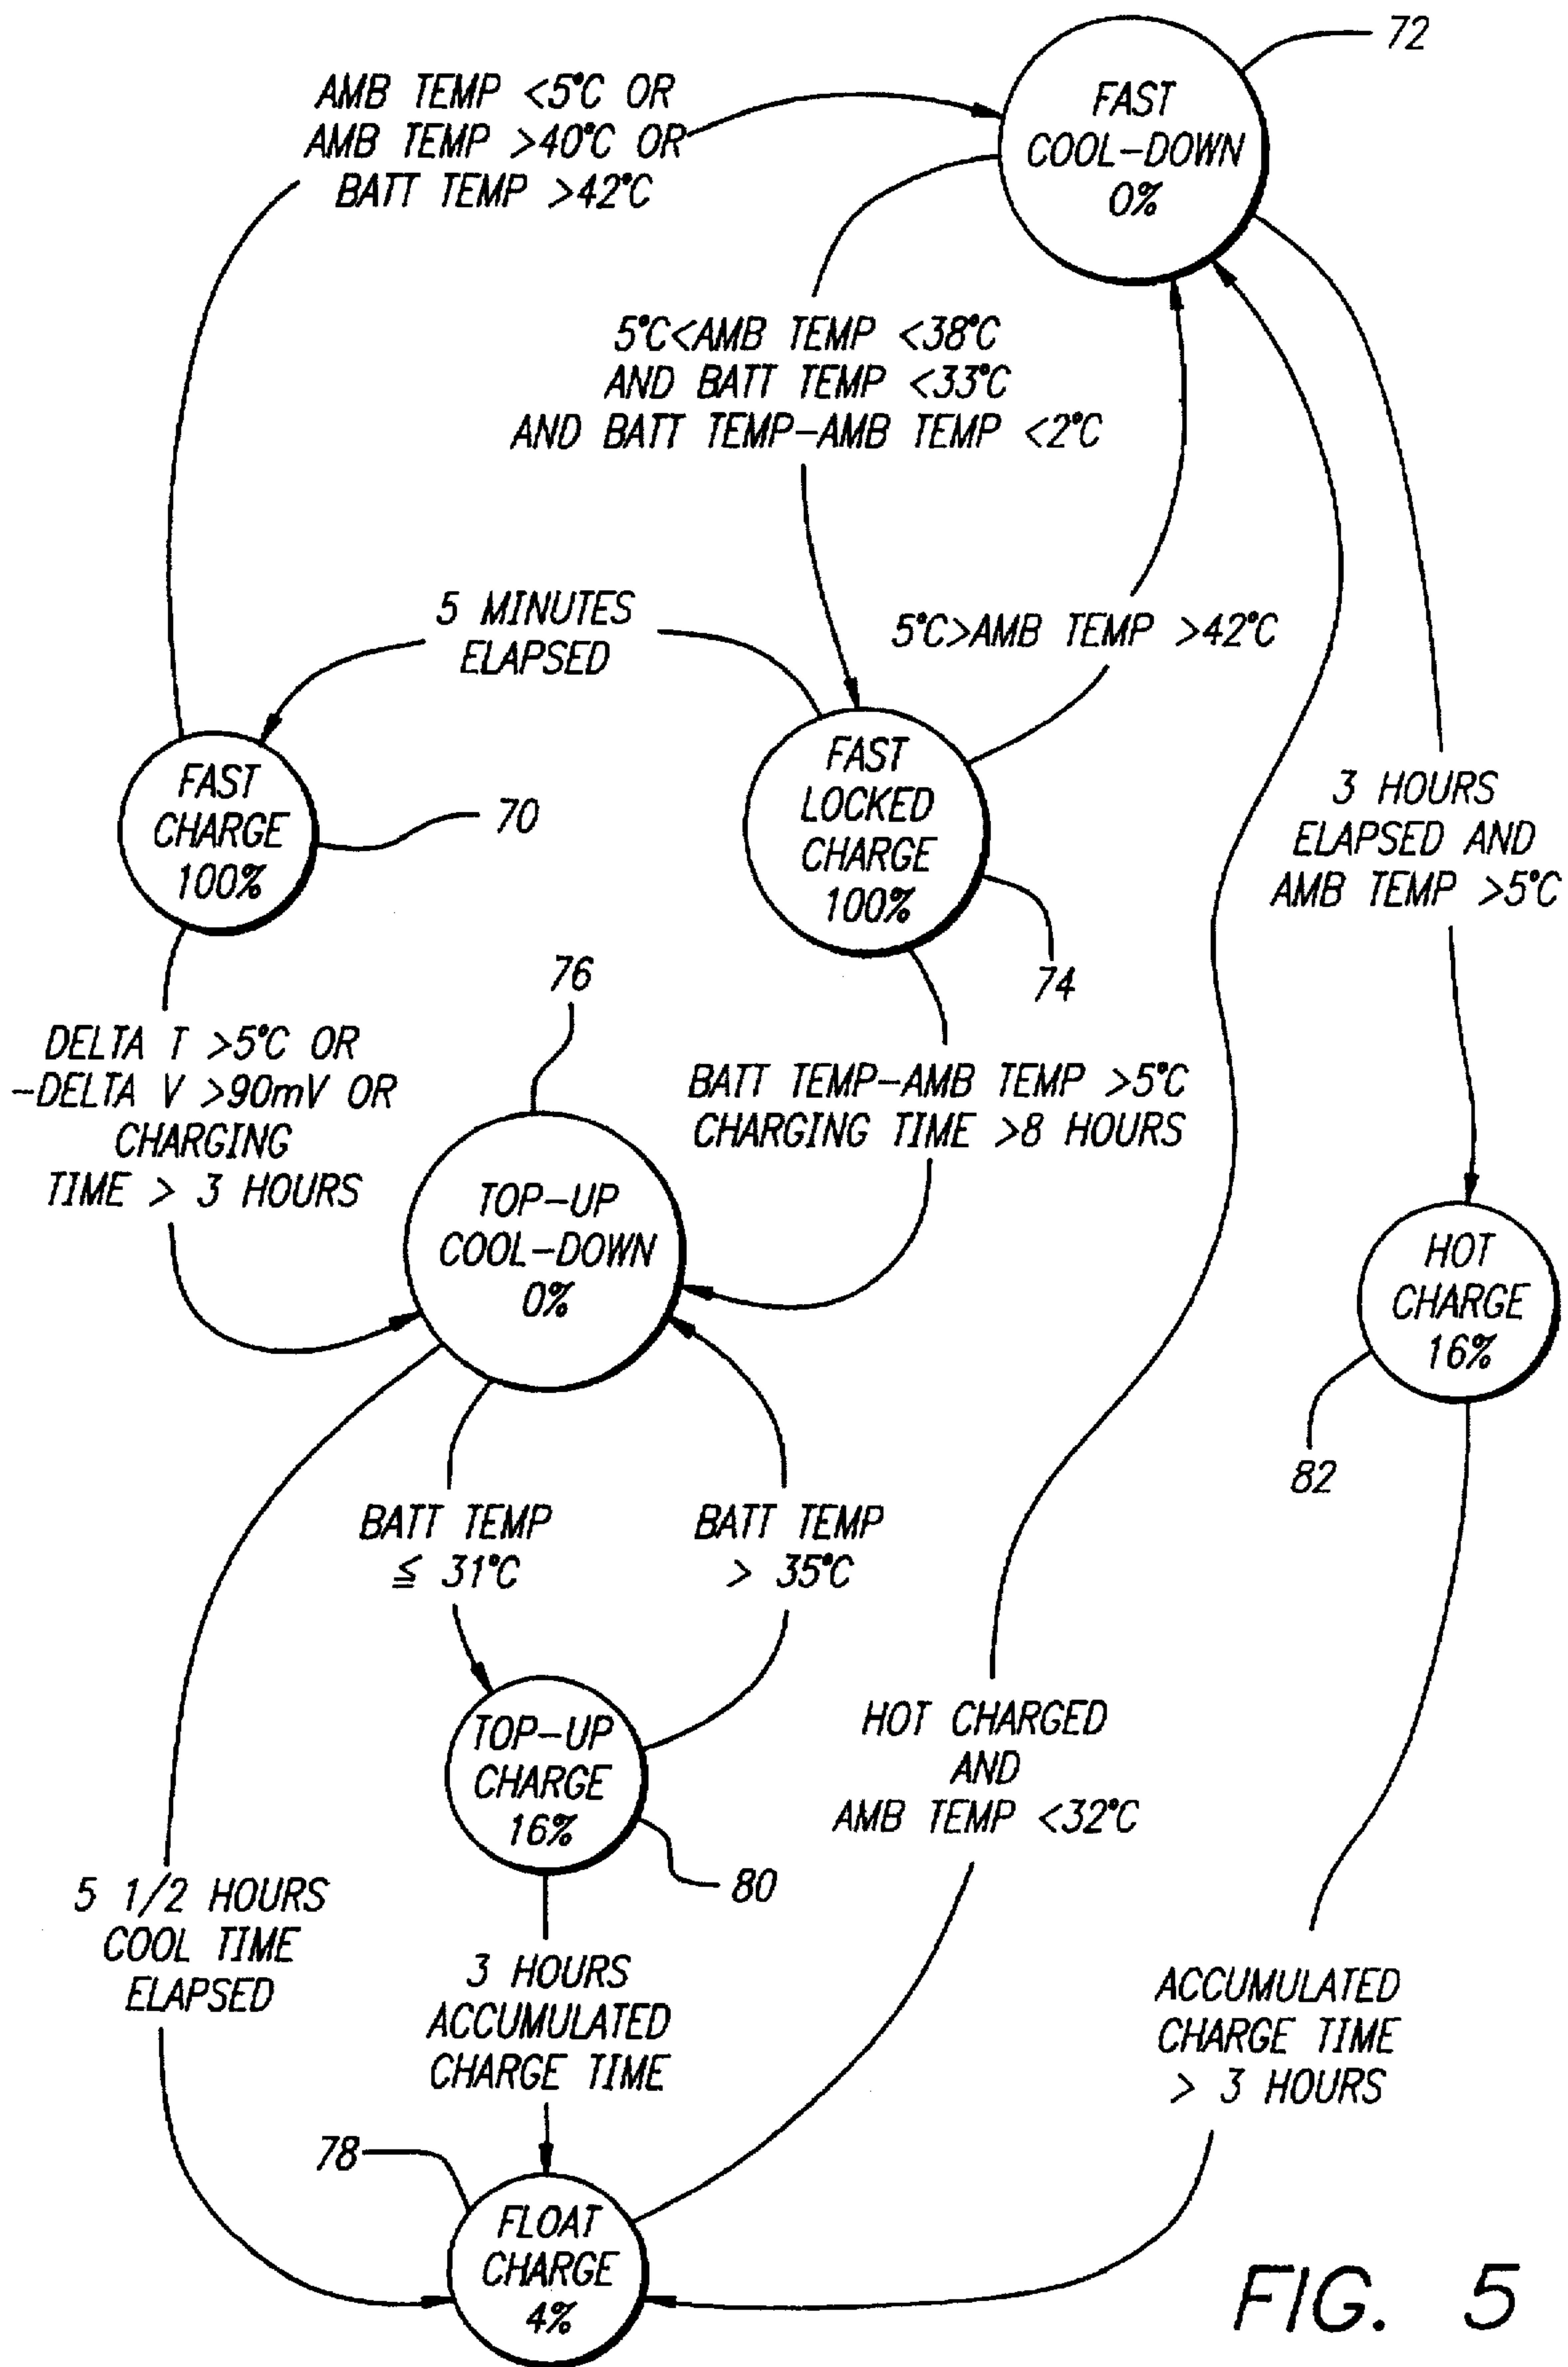 72
AMB TEMP <5°C OR
AMB TEMP >40°C OR
BATT TEMP >42°C
FAST
COOL-DOWN
0%
5°C<AMB TEMP <38°C
AND BATT TEMP <33°C
AND BATT TEMP-AMB TEMP <2°C
5 MINUTES
ELAPSED
5°C>AMB TEMP >42°C
FAST
CHARGE
100%
70
FAST
LOCKED
CHARGE
100%
74
3 HOURS
ELAPSED AND
AMB TEMP >5°C
76
DELTA T >5°C OR
-DELTA V >90mV OR
CHARGING
TIME > 3 HOURS
BATT TEMP-AMB TEMP >5°C
CHARGING TIME >8 HOURS
TOP-UP
COOL-DOWN
0%
HOT
CHARGE
16%
82
BATT TEMP
≦ 31°C
BATT TEMP
> 35°C
TOP-UP
CHARGE
16%
80
HOT CHARGED
AND
AMB TEMP <32°C
5 1/2 HOURS
COOL TIME
ELAPSED
3 HOURS
ACCUMULATED
CHARGE TIME
ACCUMULATED
CHARGE TIME
> 3 HOURS
78
FLOAT
CHARGE
4%
FIG. 5